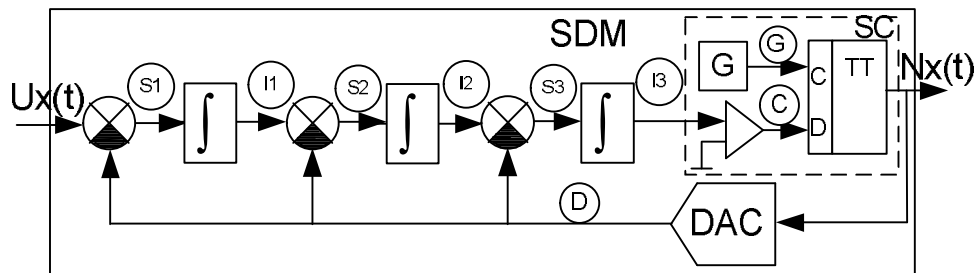 SDM
SC
Ux(t)
S1
∫
I1
S2
∫
I2
S3
∫
I3
G
G
C
C
D
TT
Nx(t)
D
DAC